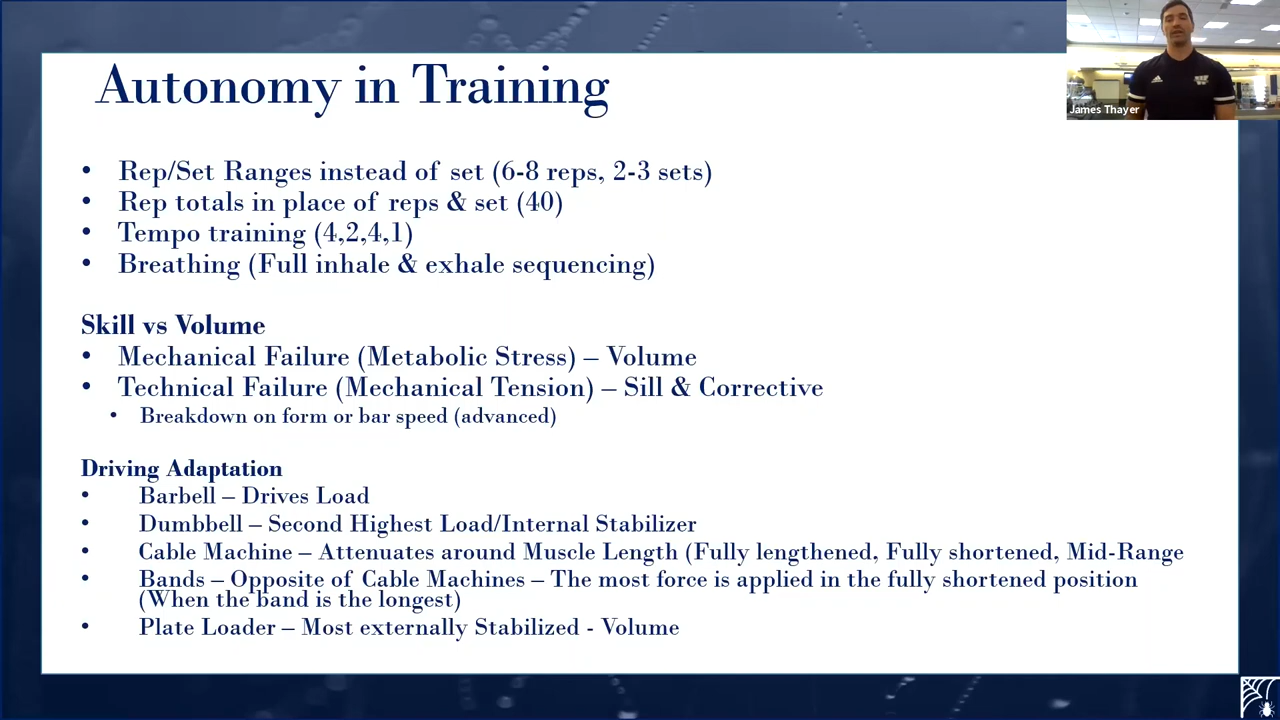 Autonomy in Training
James Thayer
• Rep/Set Ranges instead of set (6-8 reps, 2-3 sets)
• Rep totals in place of reps & set (40)
• Tempo training (4,2,4,1)
• Breathing (Full inhale & exhale sequencing)
Skill vs Volume
• Mechanical Failure (Metabolic Stress) – Volume
• Technical Failure (Mechanical Tension) – Sill & Corrective
• Breakdown on form or bar speed (advanced)
Driving Adaptation
• Barbell – Drives Load
• Dumbbell – Second Highest Load/Internal Stabilizer
• Cable Machine – Attenuates around Muscle Length (Fully lengthened, Fully shortened, Mid-Range
• Bands – Opposite of Cable Machines – The most force is applied in the fully shortened position
(When the band is the longest)
• Plate Loader – Most externally Stabilized - Volume